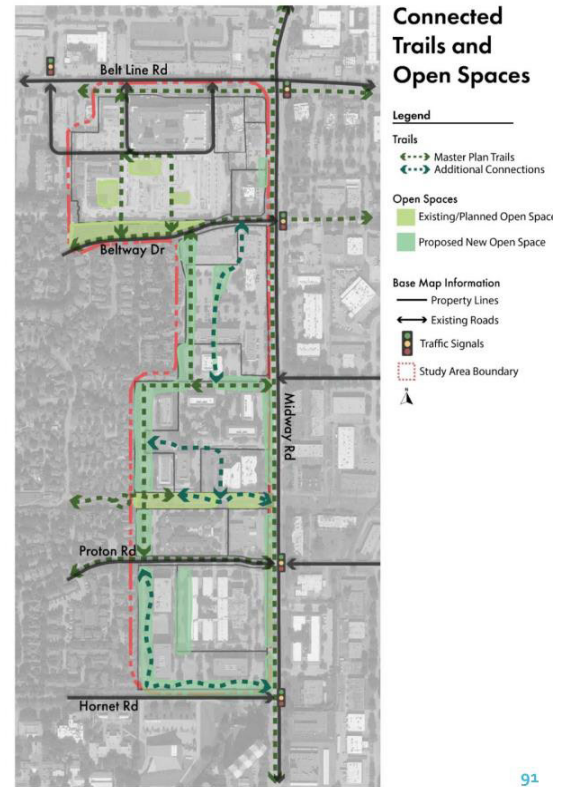 Connected
Trails and
Open Spaces
Legend
Trails
Master Plan Trails
Additional Connections
Open Spaces
Existing/Planned Open Space
Proposed New Open Space
Base Map Information
Property Lines
Existing Roads
Traffic Signals
Study Area Boundary
N
Belt Line Rd
Beltway Dr
Midway Rd
Proton Rd
Hornet Rd
91